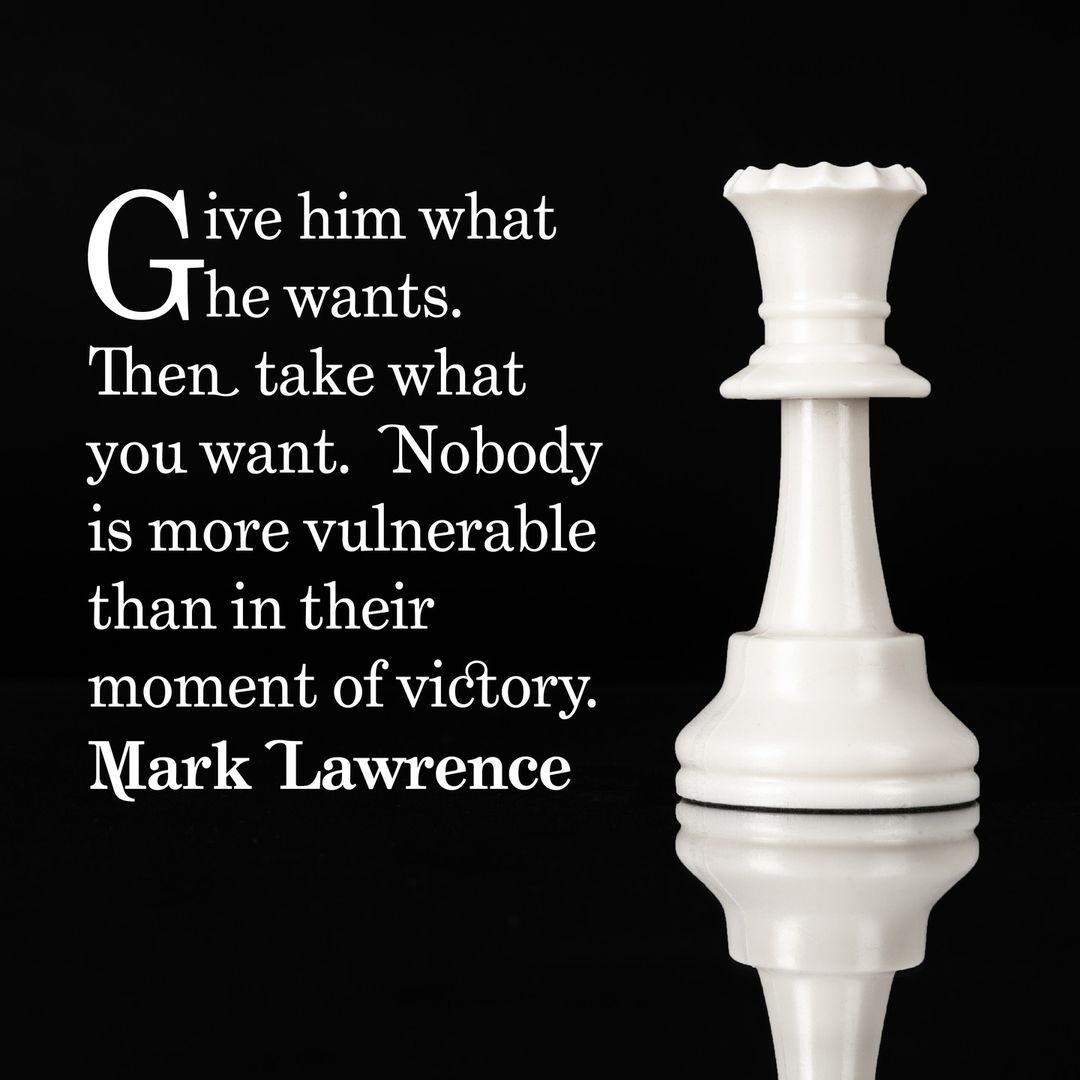 Give him what
he wants.
Then take what
you want. Nobody
is more vulnerable
than in their
moment of victory.
Mark Lawrence